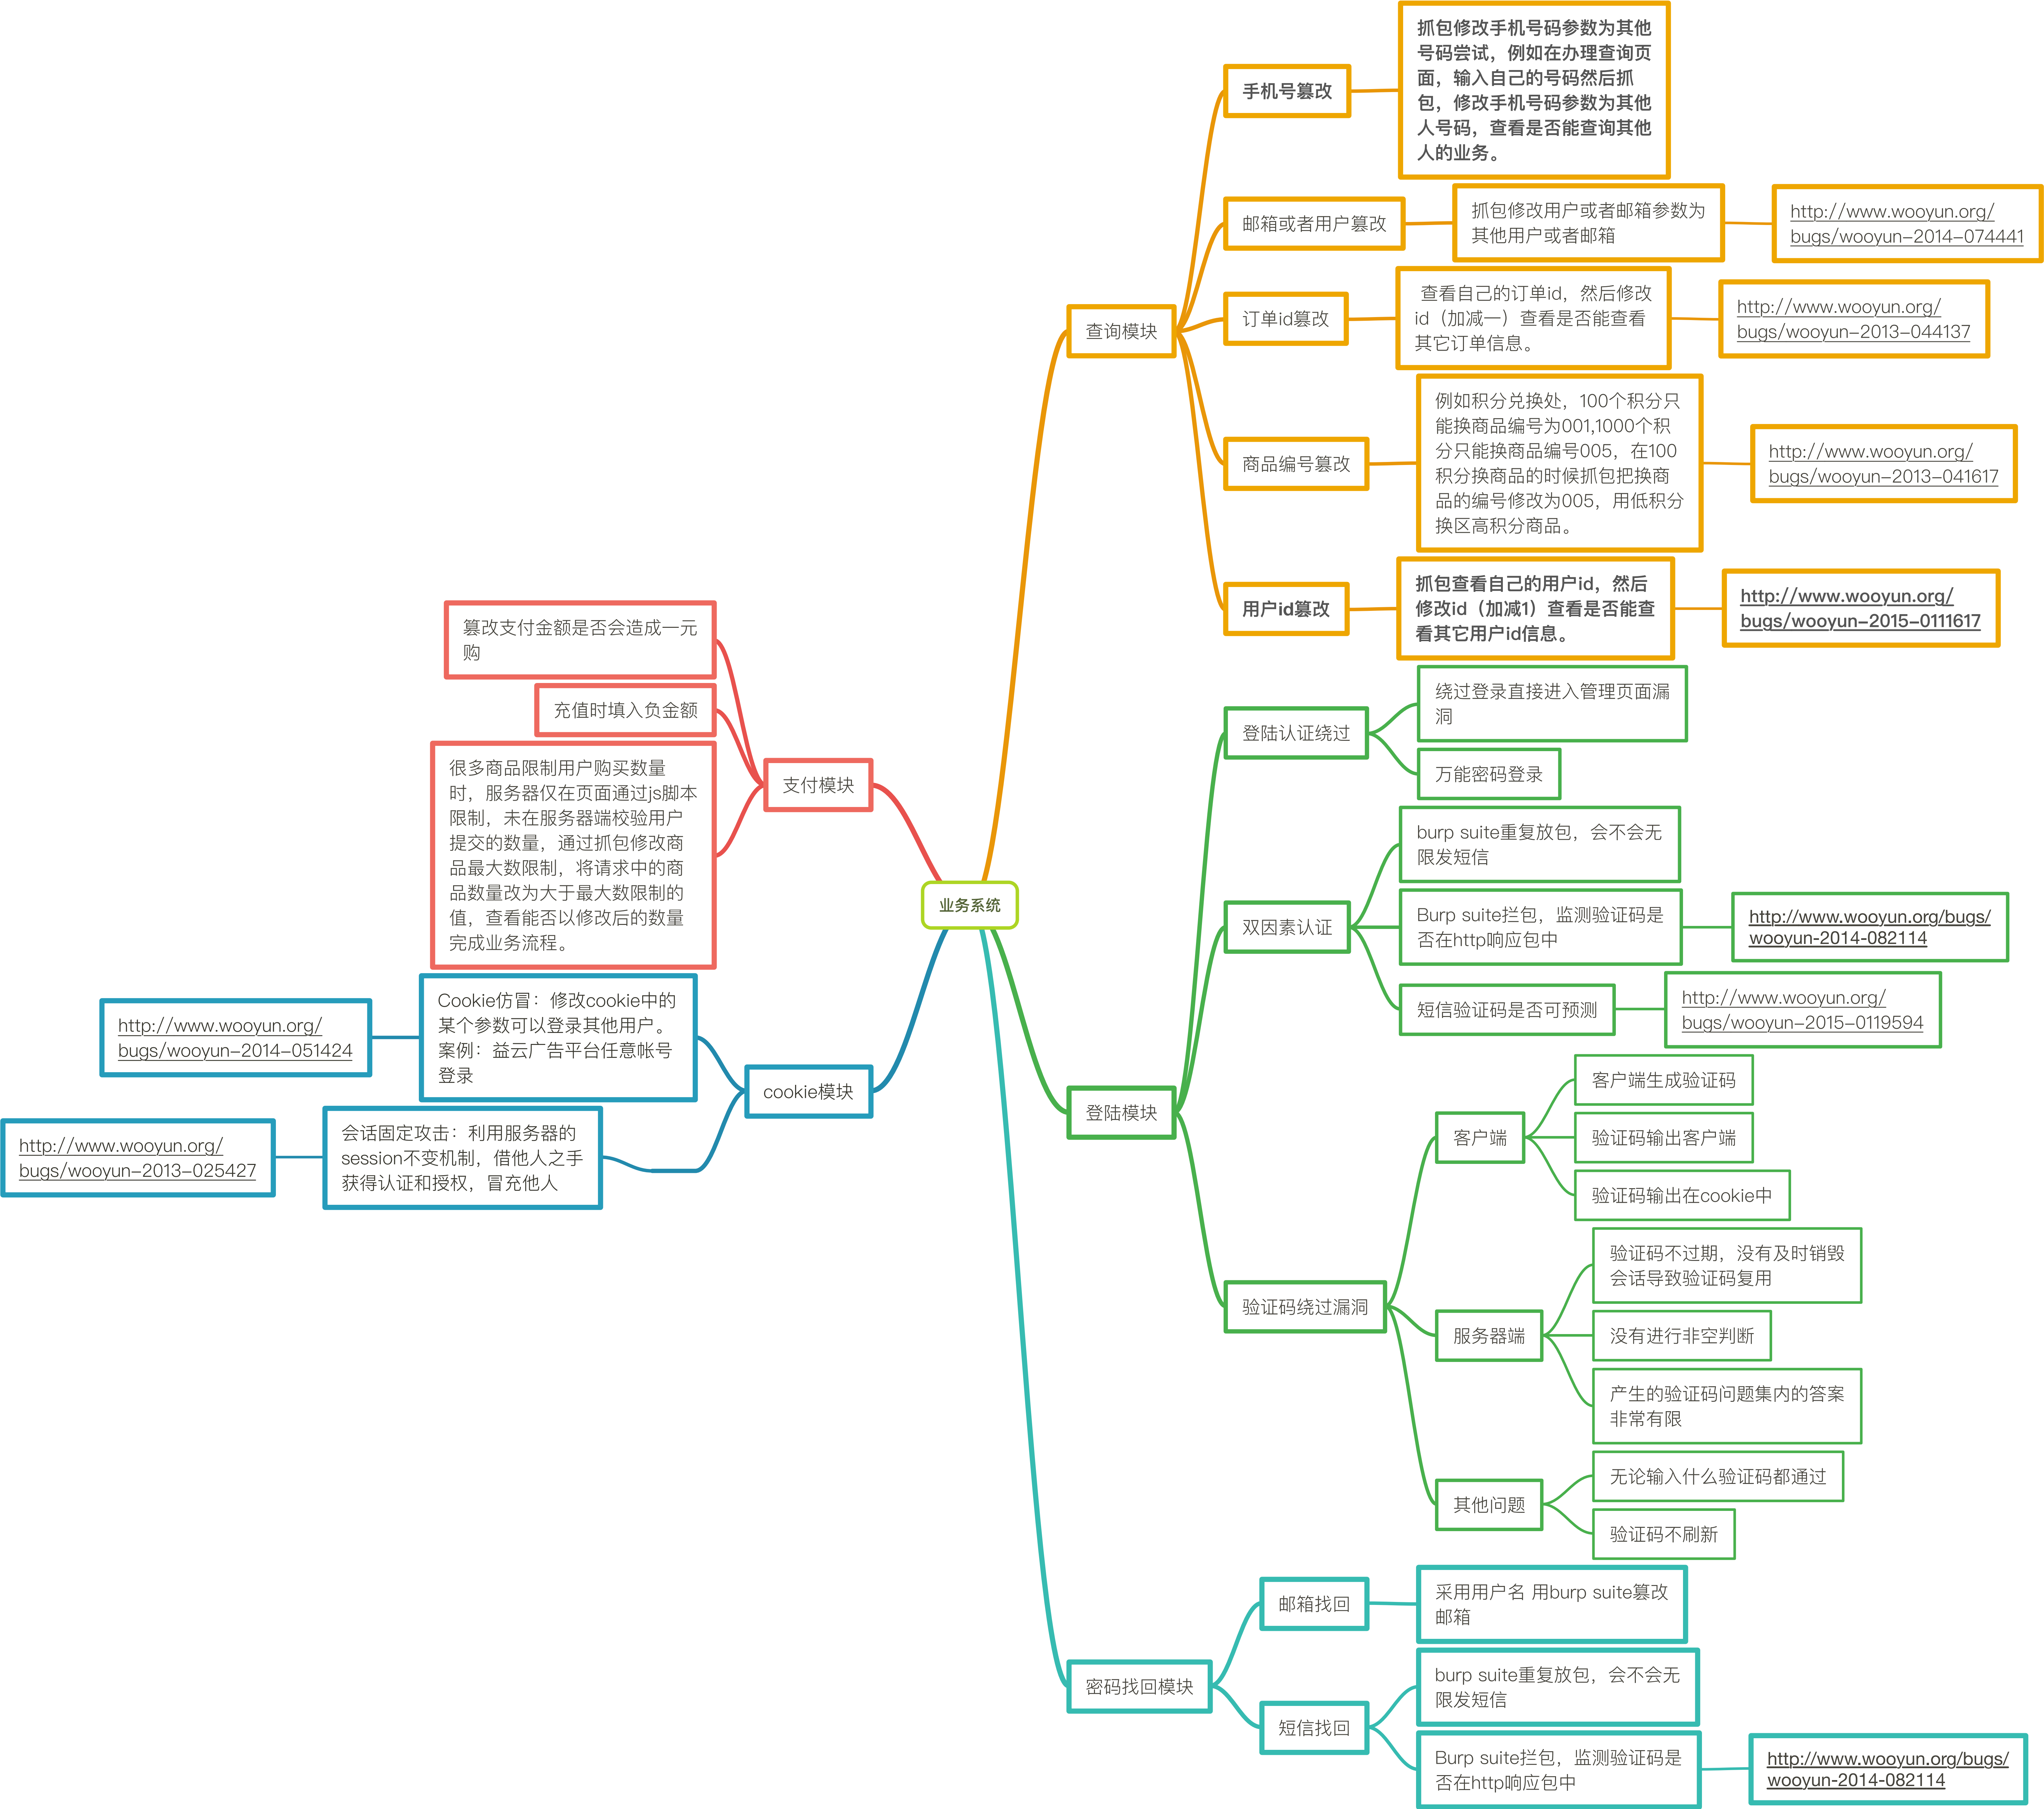 业务系统
查询模块
手机号篡改
抓包修改手机号码参数为其他
号码尝试，例如在办理查询页
面，输入自己的号码然后抓
包，修改手机号码参数为其他
人号码，查看是否能查询其他
人的业务。
邮箱或者用户篡改
抓包修改用户或者邮箱参数为
其他用户或者邮箱
http://www.wooyun.org/
bugs/wooyun-2014-074441
订单id篡改
查看自己的订单id，然后修改
id（加减一）查看是否能查看
其它订单信息。
http://www.wooyun.org/
bugs/wooyun-2013-044137
商品编号篡改
例如积分兑换处，100个积分只
能换商品编号为001,1000个积
分只能换商品编号005，在100
积分换商品的时候抓包把换商
品的编号修改为005，用低积分
换区高积分商品。
http://www.wooyun.org/
bugs/wooyun-2013-041617
用户id篡改
抓包查看自己的用户id，然后
修改id（加减1）查看是否能查
看其它用户id信息。
http://www.wooyun.org/
bugs/wooyun-2015-0111617
登陆模块
登陆认证绕过
绕过登录直接进入管理页面漏
洞
万能密码登录
双因素认证
burp suite重复放包，会不会无
限发短信
Burp suite拦包，监测验证码是
否在http响应包中
http://www.wooyun.org/bugs/
wooyun-2014-082114
短信验证码是否可预测
http://www.wooyun.org/
bugs/wooyun-2015-0119594
验证码绕过漏洞
客户端
客户端生成验证码
验证码输出客户端
验证码输出在cookie中
服务器端
验证码不过期，没有及时销毁
会话导致验证码复用
没有进行非空判断
产生的验证码问题集内的答案
非常有限
其他问题
无论输入什么验证码都通过
验证码不刷新
密码找回模块
邮箱找回
采用用户名 用burp suite篡改
邮箱
短信找回
burp suite重复放包，会不会无
限发短信
Burp suite拦包，监测验证码是
否在http响应包中
http://www.wooyun.org/bugs/
wooyun-2014-082114
支付模块
篡改支付金额是否会造成一元
购
充值时填入负金额
很多商品限制用户购买数量
时，服务器仅在页面通过js脚本
限制，未在服务器端校验用户
提交的数量，通过抓包修改商
品最大数限制，将请求中的商
品数量改为大于最大数限制的
值，查看能否以修改后的数量
完成业务流程。
cookie模块
Cookie仿冒：修改cookie中的
某个参数可以登录其他用户。
案例：益云广告平台任意帐号
登录
http://www.wooyun.org/
bugs/wooyun-2014-051424
会话固定攻击：利用服务器的
session不变机制，借他人之手
获得认证和授权，冒充他人
http://www.wooyun.org/
bugs/wooyun-2013-025427